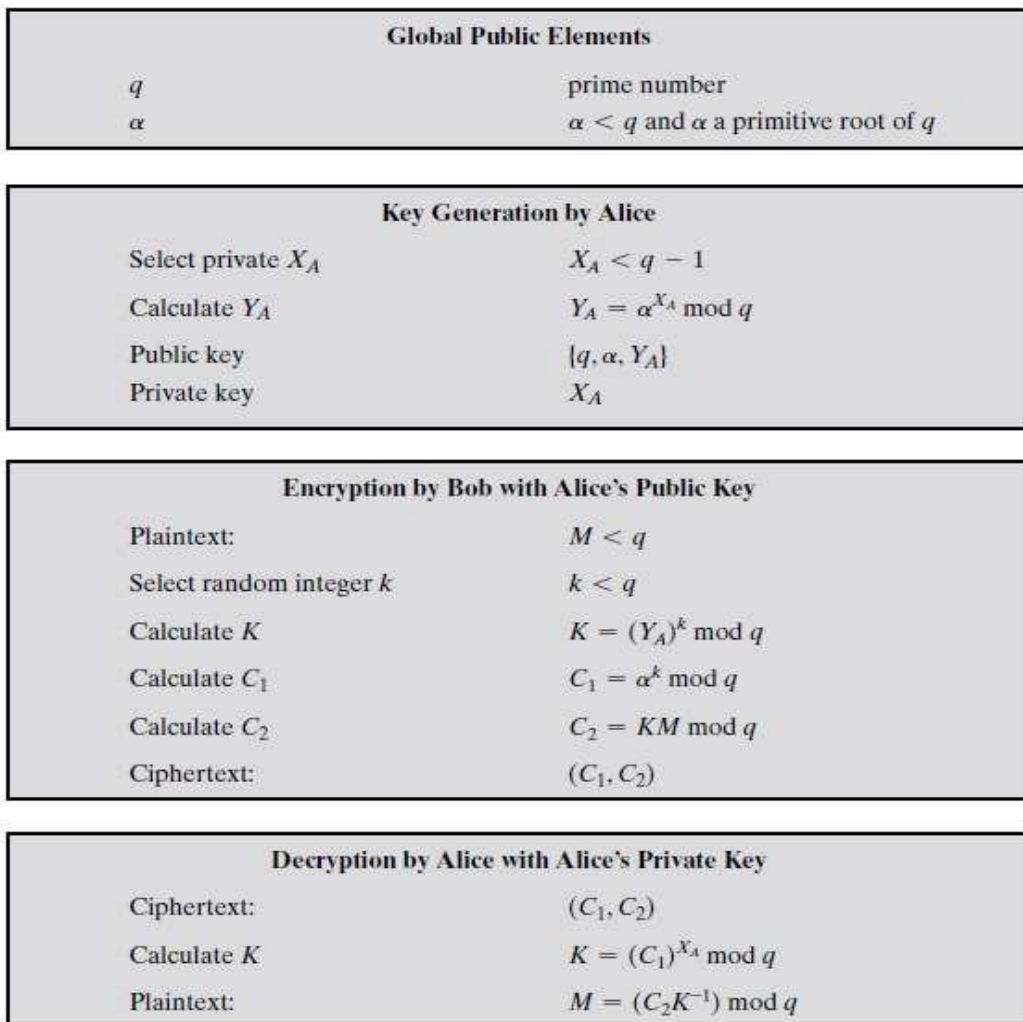 Global Public Elements
q prime number
α α < q and α a primitive root of q
Key Generation by Alice
Select private X_A X_A < q − 1
Calculate Y_A Y_A = α^{X_A} mod q
Public key {q, α, Y_A}
Private key X_A
Encryption by Bob with Alice's Public Key
Plaintext: M < q
Select random integer k k < q
Calculate K K = (Y_A)^k mod q
Calculate C_1 C_1 = α^k mod q
Calculate C_2 C_2 = KM mod q
Ciphertext: (C_1, C_2)
Decryption by Alice with Alice's Private Key
Ciphertext: (C_1, C_2)
Calculate K K = (C_1)^{X_A} mod q
Plaintext: M = (C_2K^{−1}) mod q